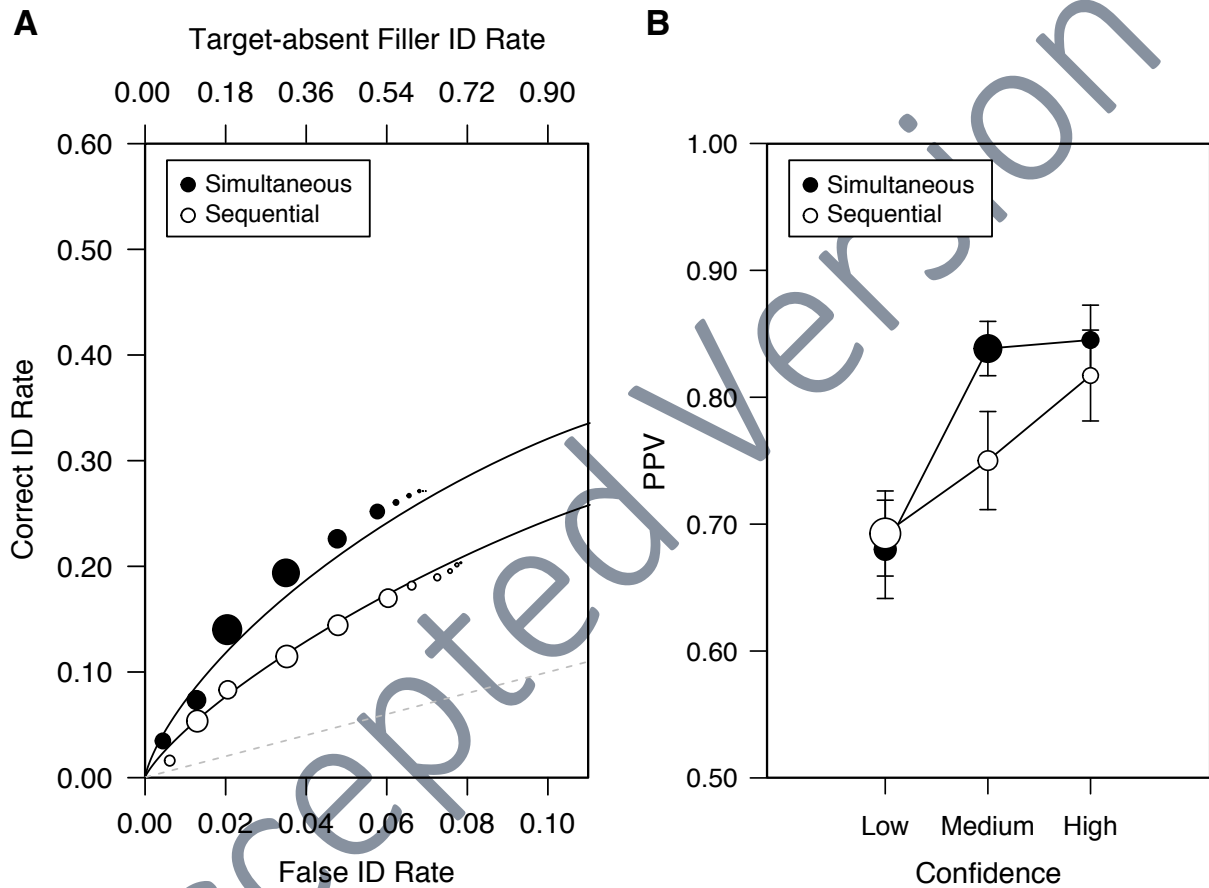 A
Target-absent Filler ID Rate
0.00 0.18 0.36 0.54 0.72 0.90
0.60
0.50
0.40
0.30
0.20
0.10
0.00
Correct ID Rate
Simultaneous
Sequential
0.00 0.02 0.04 0.06 0.08 0.10
False ID Rate
B
1.00
0.90
0.80
0.70
0.60
0.50
PPV
Simultaneous
Sequential
Low Medium High
Confidence
Version